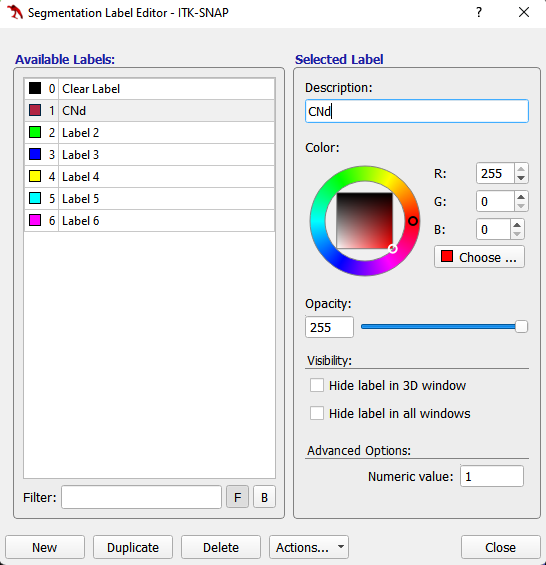 Segmentation Label Editor - ITK-SNAP
?
Available Labels:
0 Clear Label
1 CNd
2 Label 2
3 Label 3
4 Label 4
5 Label 5
6 Label 6
Filter:
F
B
Selected Label
Description:
CNd
Color:
R: 255
G: 0
B: 0
Choose ...
Opacity:
255
Visibility:
Hide label in 3D window
Hide label in all windows
Advanced Options:
Numeric value: 1
New
Duplicate
Delete
Actions...
Close